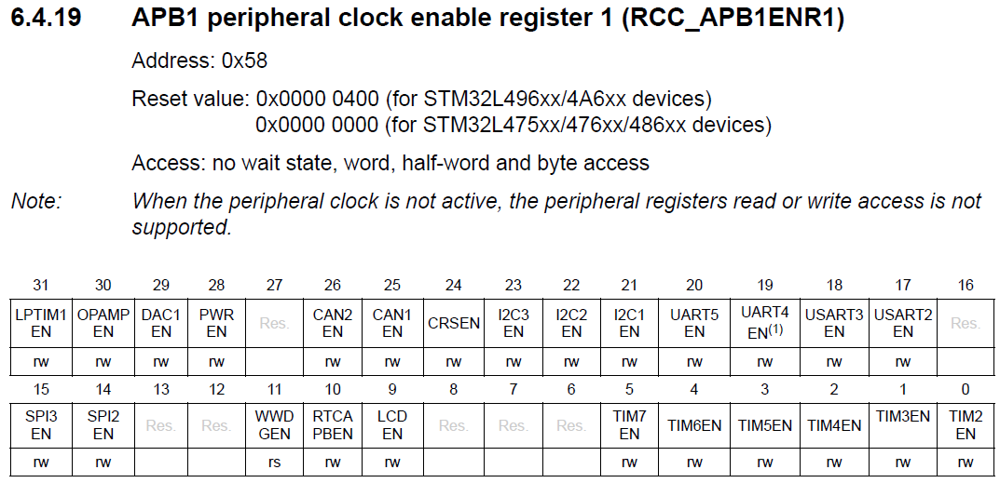 6.4.19 APB1 peripheral clock enable register 1 (RCC_APB1ENR1)
Address: 0x58
Reset value: 0x0000 0400 (for STM32L496xx/4A6xx devices)
0x0000 0000 (for STM32L475xx/476xx/486xx devices)
Access: no wait state, word, half-word and byte access
Note: When the peripheral clock is not active, the peripheral registers read or write access is not
supported.
31 30 29 28 27 26 25 24 23 22 21 20 19 18 17 16
LPTIM1 OPAMP DAC1 PWR Res. CAN2 CAN1 CRSEN I2C3 I2C2 I2C1 UART5 UART4 USART3 USART2 Res.
EN EN EN EN EN EN EN EN EN EN EN(1) EN EN
rw rw rw rw rw rw rw rw rw rw rw rw rw rw
15 14 13 12 11 10 9 8 7 6 5 4 3 2 1 0
SPI3 SPI2 Res. Res. WWD RTCA LCD Res. Res. Res. TIM7 TIM6EN TIM5EN TIM4EN TIM3EN TIM2
EN EN GEN PBEN EN EN EN
rw rw rs rw rw rw rw rw rw rw rw